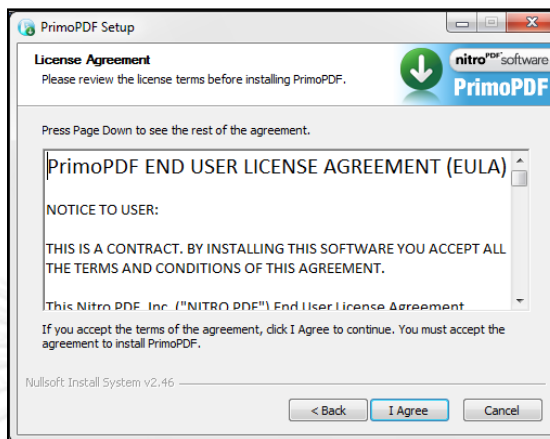 PrimoPDF Setup
License Agreement
Please review the license terms before installing PrimoPDF.
nitroPDF software
PrimoPDF
Press Page Down to see the rest of the agreement.
PrimoPDF END USER LICENSE AGREEMENT (EULA)
NOTICE TO USER:
THIS IS A CONTRACT. BY INSTALLING THIS SOFTWARE YOU ACCEPT ALL
THE TERMS AND CONDITIONS OF THIS AGREEMENT.
This Nitro PDF, Inc. ("NITRO PDF") End User License Agreement
If you accept the terms of the agreement, click I Agree to continue. You must accept the
agreement to install PrimoPDF.
Nullsoft Install System v2.46
< Back
I Agree
Cancel